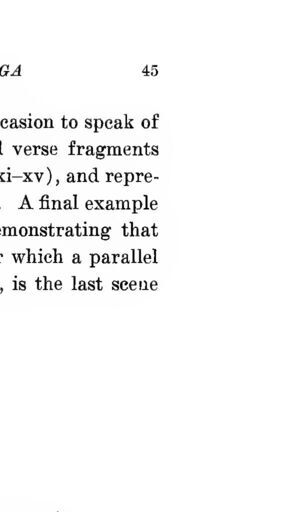 GA 45
casion to speak of
l verse fragments
xi–xv), and repre-
. A final example
emonstrating that
r which a parallel
, is the last scene